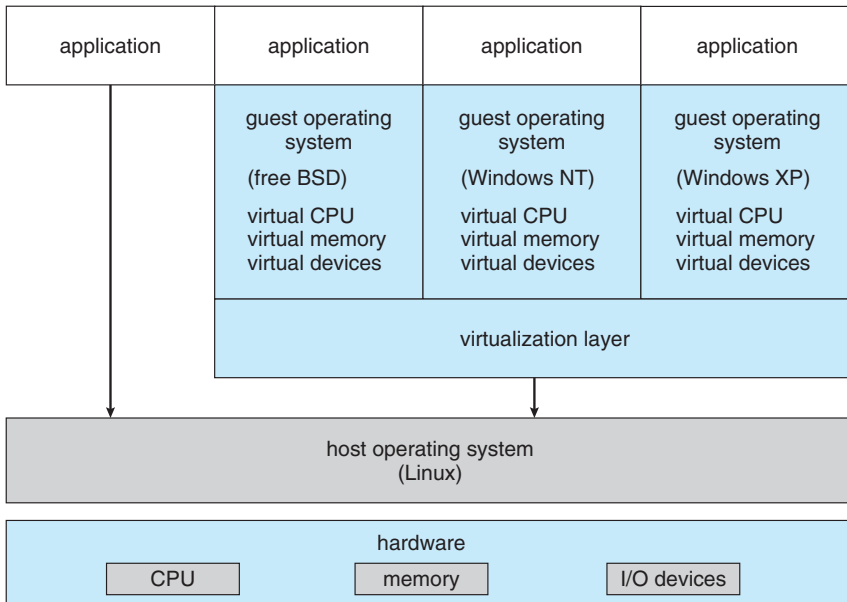 application
application
application
application
guest operating
system
(free BSD)
virtual CPU
virtual memory
virtual devices
guest operating
system
(Windows NT)
virtual CPU
virtual memory
virtual devices
guest operating
system
(Windows XP)
virtual CPU
virtual memory
virtual devices
virtualization layer
host operating system
(Linux)
hardware
CPU
memory
I/O devices